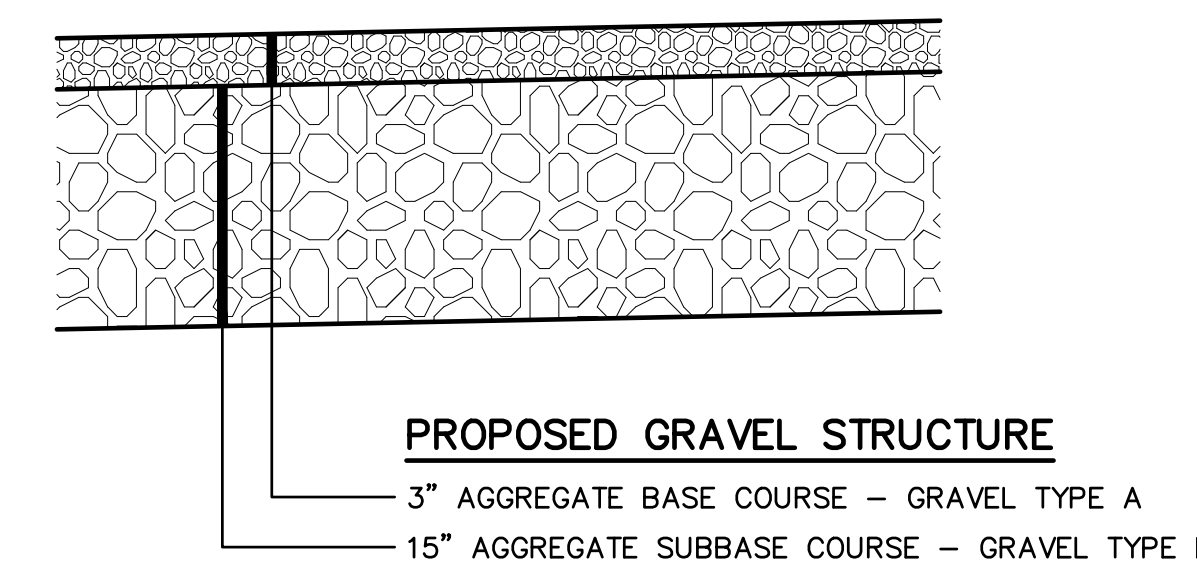 PROPOSED GRAVEL STRUCTURE
3” AGGREGATE BASE COURSE – GRAVEL TYPE A
15” AGGREGATE SUBBASE COURSE – GRAVEL TYPE